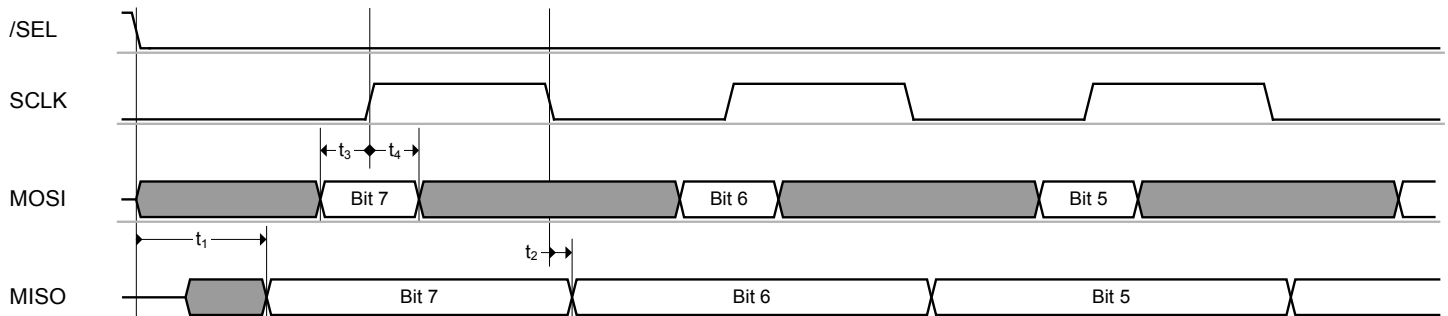 /SEL
SCLK
t₃ t₄
MOSI Bit 7 Bit 6 Bit 5
t₁ t₂
MISO Bit 7 Bit 6 Bit 5